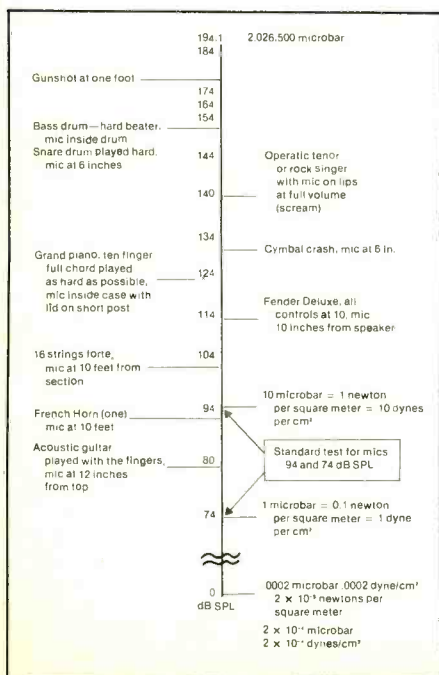 194.1 2.026.500 microbar
184
Gunshot at one foot
174
164
154
Bass drum—hard beater,
mic inside drum
Snare drum played hard,
mic at 6 inches
144
Operatic tenor
or rock singer
with mic on lips
at full volume
(scream)
140
134
Cymbal crash, mic at 6 in.
Grand piano, ten finger
full chord played
as hard as possible,
mic inside case with
lid on short post
124
Fender Deluxe, all
controls at 10, mic
10 inches from speaker
114
16 strings forte,
mic at 10 feet from
section
104
10 microbar = 1 newton
per square meter = 10 dynes
per cm²
94
French Horn (one)
mic at 10 feet
Standard test for mics
94 and 74 dB SPL
Acoustic guitar
played with the fingers,
mic at 12 inches
from top
80
74
1 microbar = 0.1 newton
per square meter = 1 dyne
per cm²
0
dB SPL
.0002 microbar .0002 dyne/cm²
2 × 10⁻⁵ newtons per
square meter
2 × 10⁻⁴ microbar
2 × 10⁻⁴ dynes/cm²